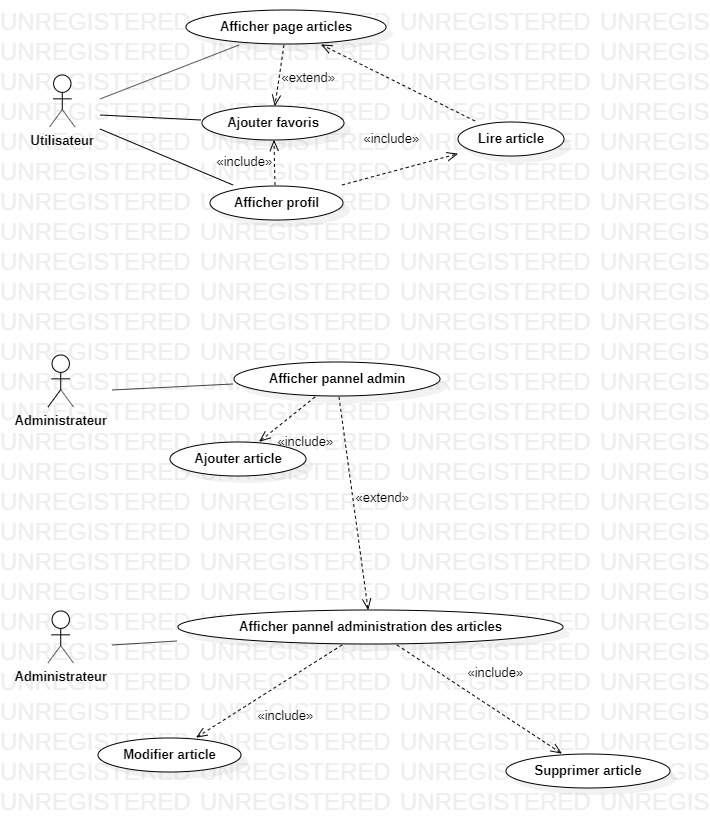 Afficher page articles
«extend»
Utilisateur
Ajouter favoris
Lire article
«include»
«include»
Afficher profil
Afficher pannel admin
Administrateur
«include»
Ajouter article
«extend»
Afficher pannel administration des articles
Administrateur
«include»
«include»
Modifier article
Supprimer article
UNREGISTERED UNREGISTERED UNREGISTERED UNREGIS